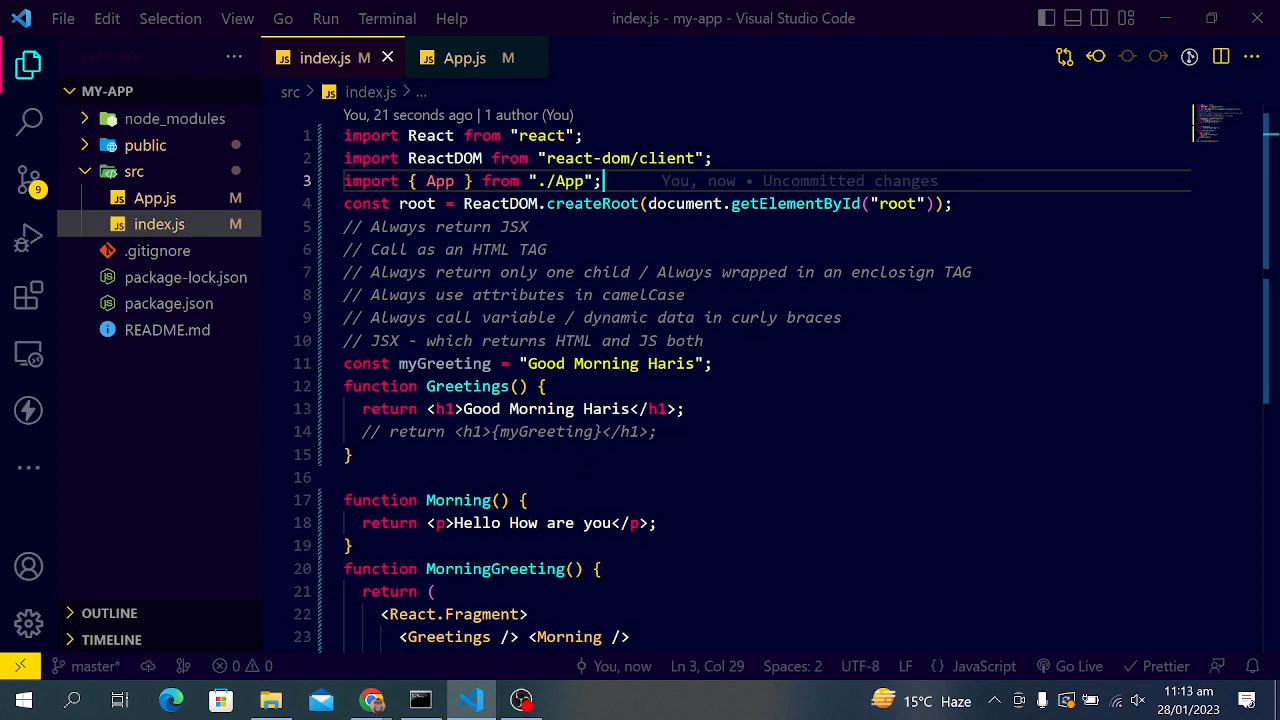 File Edit Selection View Go Run Terminal Help index.js - my-app - Visual Studio Code
EXPLORER
index.js M
App.js M
MY-APP
src > index.js > ...
node_modules
public
src
App.js M
index.js M
.gitignore
package-lock.json
package.json
README.md
OUTLINE
TIMELINE
9
You, 21 seconds ago | 1 author (You)
1 import React from "react";
2 import ReactDOM from "react-dom/client";
3 import { App } from "./App"; You, now • Uncommitted changes
4 const root = ReactDOM.createRoot(document.getElementById("root"));
5 // Always return JSX
6 // Call as an HTML TAG
7 // Always return only one child / Always wrapped in an enclosign TAG
8 // Always use attributes in camelCase
9 // Always call variable / dynamic data in curly braces
10 // JSX - which returns HTML and JS both
11 const myGreeting = "Good Morning Haris";
12 function Greetings() {
13 return <h1>Good Morning Haris</h1>;
14 // return <h1>{myGreeting}</h1>;
15 }
16
17 function Morning() {
18 return <p>Hello How are you</p>;
19 }
20 function MorningGreeting() {
21 return (
22 <React.Fragment>
23 <Greetings /> <Morning />
master* 0 0 You, now Ln 3, Col 29 Spaces: 2 UTF-8 LF {} JavaScript Go Live Prettier
15°C Haze 11:13 am
28/01/2023